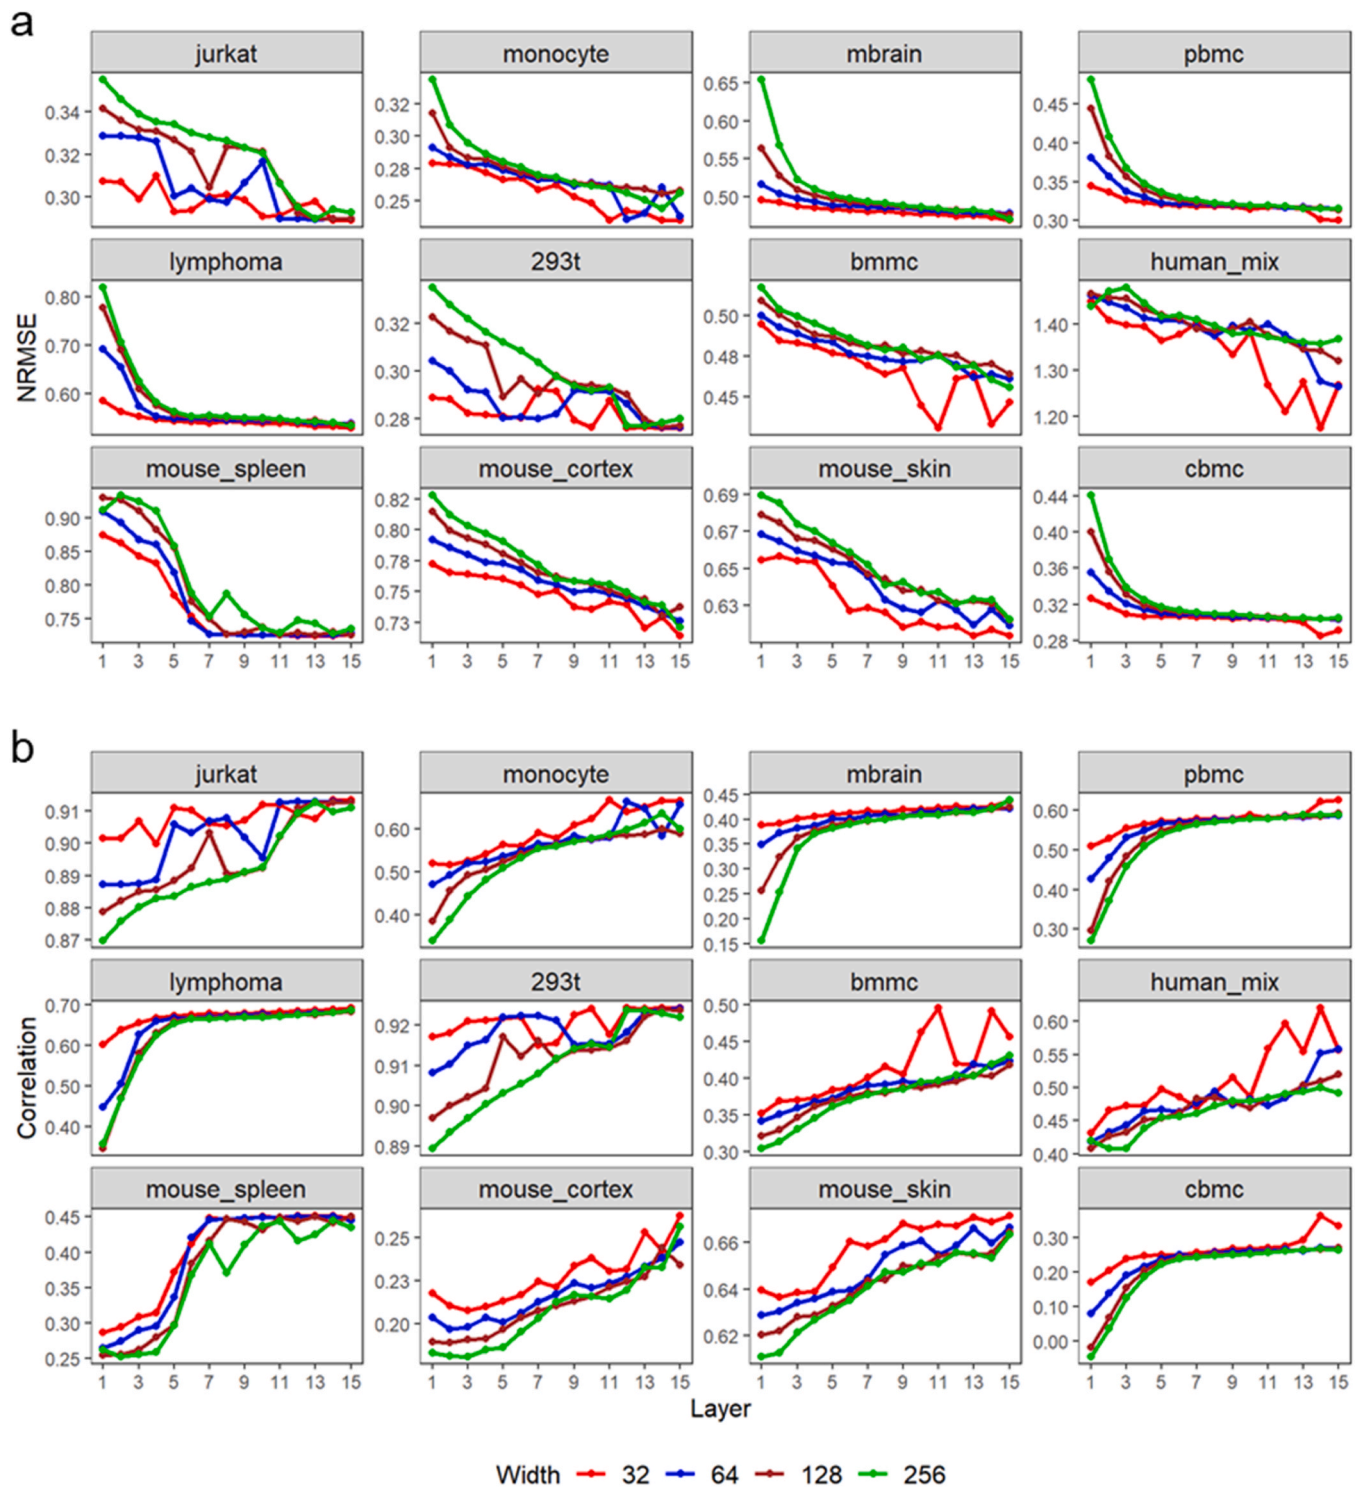 a
jurkat monocyte mbrain pbmc
0.34 0.32 0.30
0.32 0.30 0.28 0.25
0.65 0.60 0.55 0.50
0.45 0.40 0.35 0.30
lymphoma 293t bmmc human_mix
0.80 0.70 0.60
0.32 0.30 0.28
0.50 0.48 0.45
1.40 1.30 1.20
NRMSE
mouse_spleen mouse_cortex mouse_skin cbmc
0.90 0.85 0.80 0.75
0.82 0.80 0.78 0.75 0.73
0.69 0.67 0.65 0.63
0.44 0.40 0.36 0.32 0.28
1 3 5 7 9 11 13 15 1 3 5 7 9 11 13 15 1 3 5 7 9 11 13 15 1 3 5 7 9 11 13 15
b
jurkat monocyte mbrain pbmc
0.91 0.90 0.89 0.88 0.87
0.60 0.50 0.40
0.45 0.40 0.35 0.30 0.25 0.20 0.15
0.60 0.50 0.40 0.30
lymphoma 293t bmmc human_mix
0.70 0.60 0.50 0.40
0.92 0.91 0.90 0.89
0.50 0.45 0.40 0.35 0.30
0.60 0.55 0.50 0.45 0.40
Correlation
mouse_spleen mouse_cortex mouse_skin cbmc
0.45 0.40 0.35 0.30 0.25
0.25 0.23 0.20
0.66 0.64 0.62
0.30 0.20 0.10 0.00
1 3 5 7 9 11 13 15 1 3 5 7 9 11 13 15 1 3 5 7 9 11 13 15 1 3 5 7 9 11 13 15
Layer
Width 32 64 128 256